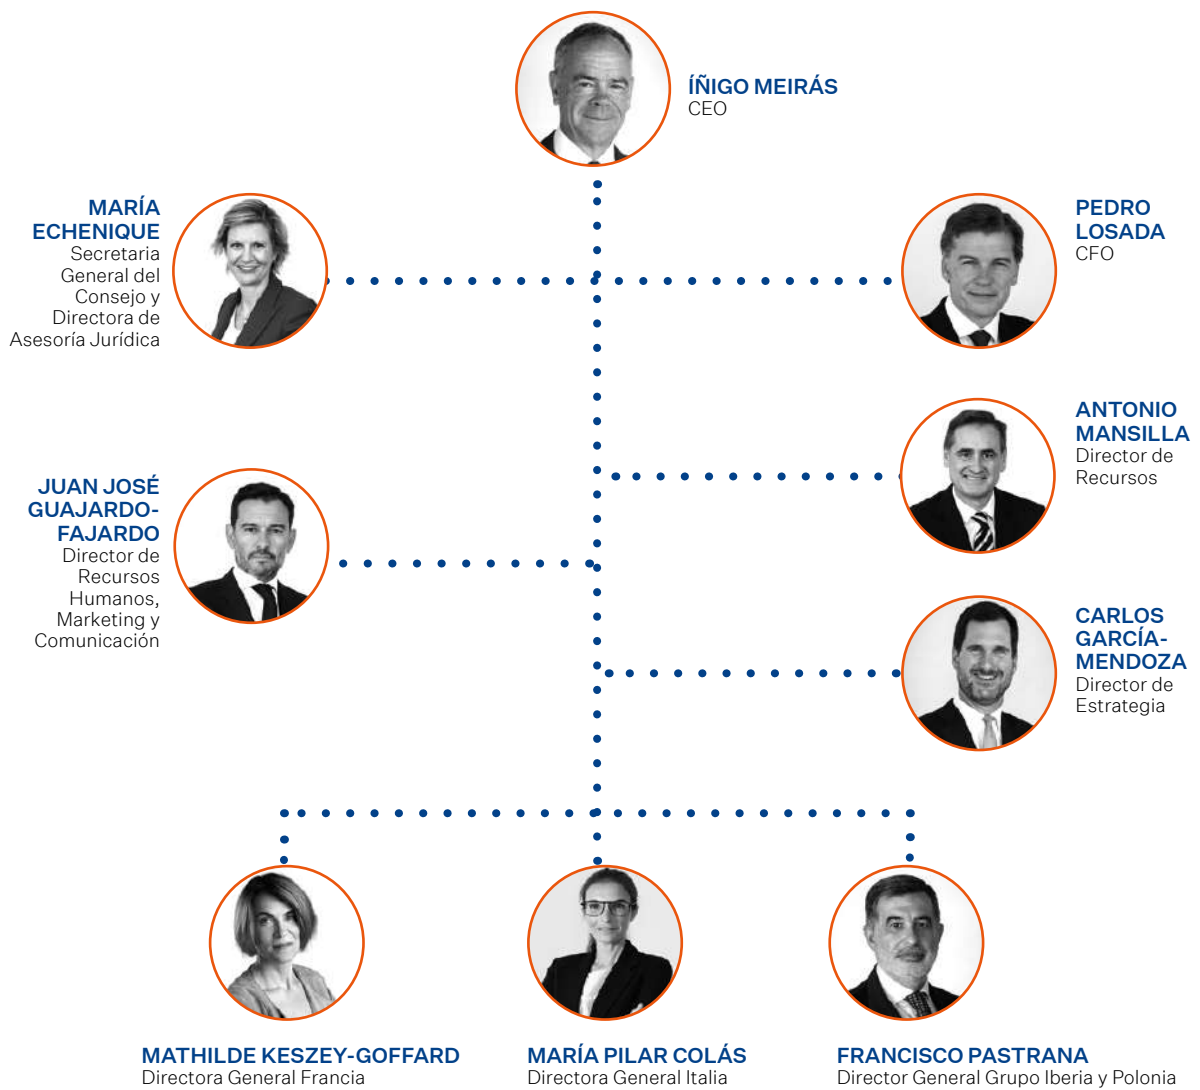 ÍÑIGO MEIRÁS
CEO
MARÍA
ECHENIQUE
Secretaria
General del
Consejo y
Directora de
Asesoría Jurídica
PEDRO
LOSADA
CFO
ANTONIO
MANSILLA
Director de
Recursos
JUAN JOSÉ
GUAJARDO-
FAJARDO
Director de
Recursos
Humanos,
Marketing y
Comunicación
CARLOS
GARCÍA-
MENDOZA
Director de
Estrategia
MATHILDE KESZEY-GOFFARD
Directora General Francia
MARÍA PILAR COLÁS
Directora General Italia
FRANCISCO PASTRANA
Director General Grupo Iberia y Polonia